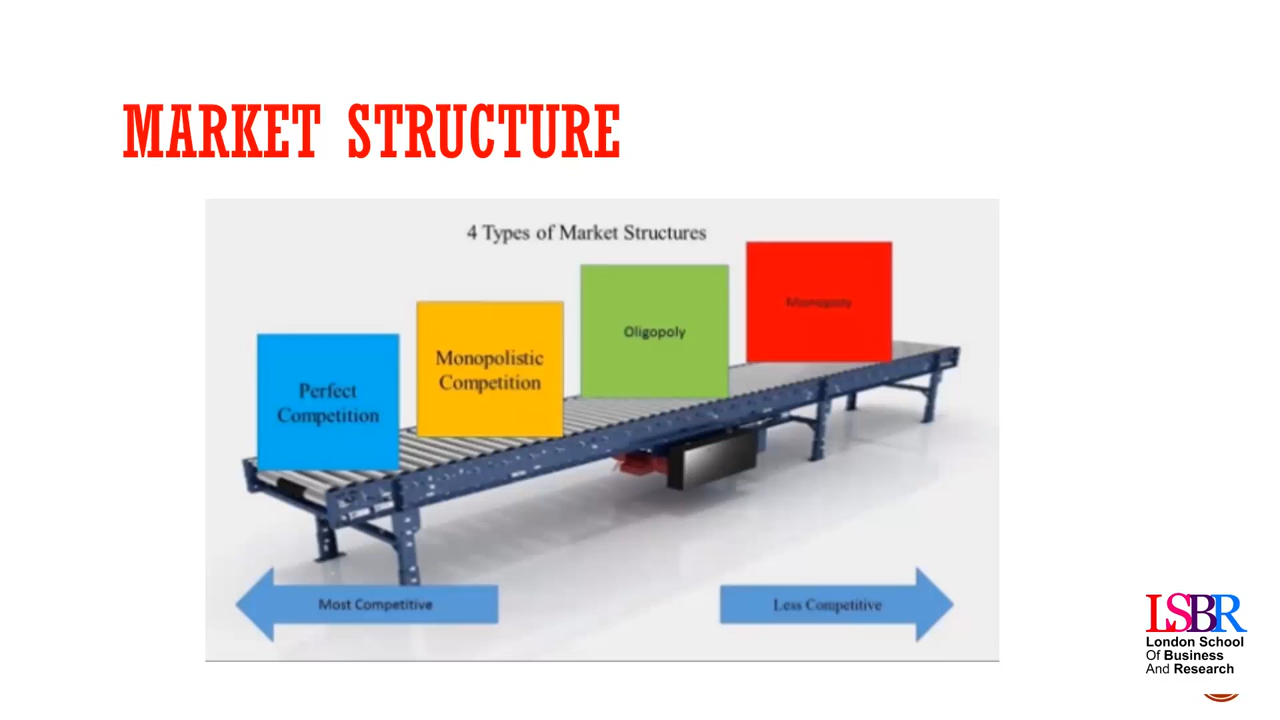 MARKET STRUCTURE
4 Types of Market Structures
Perfect
Competition
Monopolistic
Competition
Oligopoly
Monopoly
Most Competitive
Less Competitive
LSBR
London School
Of Business
And Research